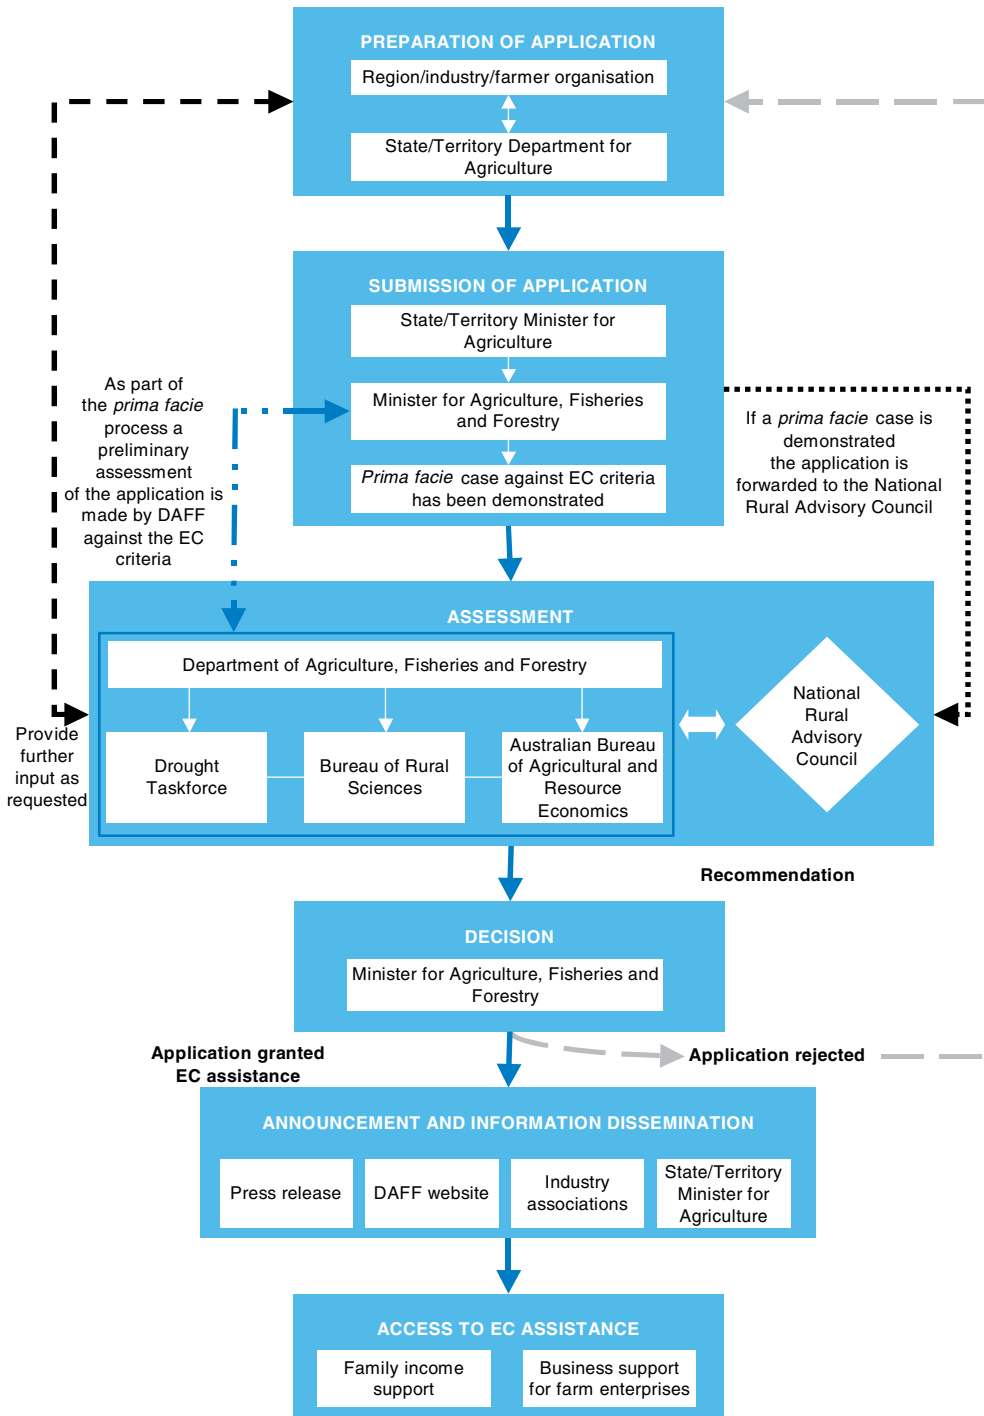 PREPARATION OF APPLICATION
Region/industry/farmer organisation
State/Territory Department for
Agriculture
SUBMISSION OF APPLICATION
State/Territory Minister for
Agriculture
Minister for Agriculture, Fisheries
and Forestry
Prima facie case against EC criteria
has been demonstrated
As part of
the prima facie
process a
preliminary
assessment
of the application is
made by DAFF
against the EC
criteria
If a prima facie case is
demonstrated
the application is
forwarded to the National
Rural Advisory Council
ASSESSMENT
Department of Agriculture, Fisheries and Forestry
Drought
Taskforce
Bureau of Rural
Sciences
Australian Bureau
of Agricultural and
Resource
Economics
National
Rural
Advisory
Council
Provide
further
input as
requested
Recommendation
DECISION
Minister for Agriculture, Fisheries and
Forestry
Application granted
EC assistance
Application rejected
ANNOUNCEMENT AND INFORMATION DISSEMINATION
Press release
DAFF website
Industry
associations
State/Territory
Minister for
Agriculture
ACCESS TO EC ASSISTANCE
Family income
support
Business support
for farm enterprises